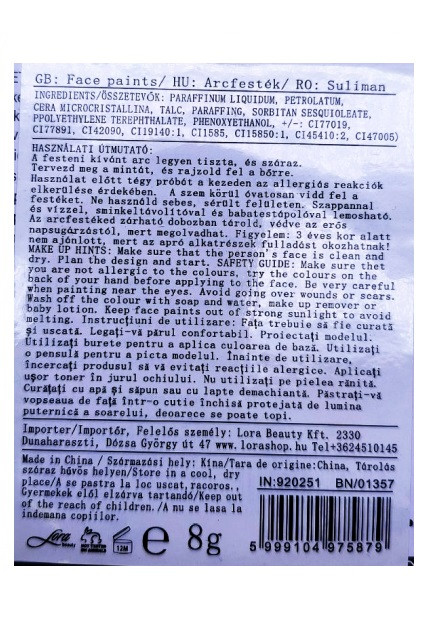 GB: Face paints/ HU: Arcfesték/ RO: Suliman
INGREDIENTS/ÖSSZETEVŐK: PARAFFINUM LIQUIDUM, PETROLATUM,
CERA MICROCRISTALLINA, TALC, PARAFFING, SORBITAN SESQUIOLEATE,
PPOLYETHYLENE TEREPHTHALATE, PHENOXYETHANOL, +/-: CI77019,
CI77891, CI42090, CI19140:1, CI1585, CI15850:1, CI45410:2, CI47005)
HASZNÁLATI ÚTMUTATÓ:
A festeni kívánt arc legyen tiszta, és száraz.
Tervezd meg a mintát, és rajzold fel a bőrre.
Használat előtt tégy próbát a kezeden az allergiós reakciók
elkerülése érdekében. A szem körül óvatosan vidd fel a
festéket. Ne használd sebes, sérült felületen. Szappannal
és vízzel, sminkeltávolítóval és babatestápolóval lemosható.
Az arcfestéked zárható dobozban tárold, védve az erős
napsugárzástól, mert megolvadhat. Figyelem: 3 éves kor alatt
nem ajánlott, mert az apró alkatrészek fulladást okozhatnak!
MAKE UP HINTS: Make sure that the person's face is clean and
dry. Plan the design and start. SAFETY GUIDE: Make sure thet
you are not allergic to the colours, try the colours on the
back of your hand before applying to the face. Be very careful
when painting near the eyes. Avoid going over wounds or scars.
Wash off the colour with soap and water, make up remover or
baby lotion. Keep face paints out of strong sunlight to avoid
melting. Instrucțiuni de utilizare: Fața trebuie să fie curată
și uscată. Legați-vă părul confortabil. Proiectați modelul.
Utilizați burete pentru a aplica culoarea de bază. Utilizați
o pensulă pentru a picta modelul. Înainte de utilizare,
încercați produsul să vă evitați reacțiile alergice. Aplicați
ușor toner în jurul ochiului. Nu utilizați pe pielea rănită.
Curățați cu apă și săpun sau cu lapte demachiantă. Păstrați-vă
vopseaua de față într-o cutie închisă protejată de lumina
puternică a soarelui, deoarece se poate topi.
Importer/Importőr, Felelős személy: Lora Beauty Kft. 2330
Dunaharaszti, Dózsa György út 47 www.lorashop.hu Tel+3624510145
Made in China / Származási hely: Kína/Tara de origine:China, Tárolás
száraz hűvös helyen/Store in a cool, dry
place/A se pastra la loc uscat,racoros.,
Gyermekek elől elzárva tartandó/Keep out
of the reach of children./A nu se lasa la
indemana copiilor.
IN:920251 BN/01357
Lora
12M
e 8g
5 999104 975879